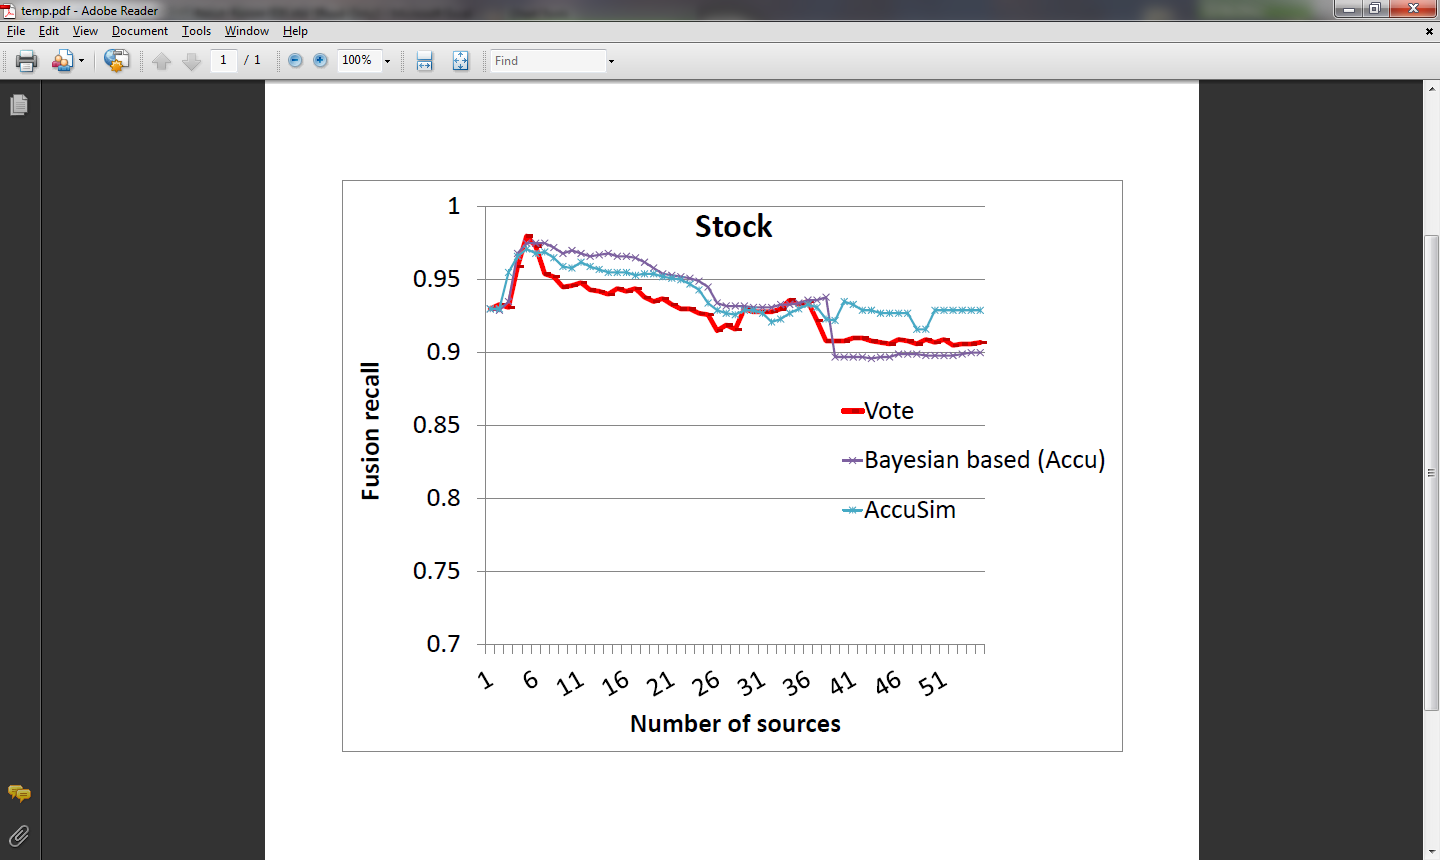 temp.pdf - Adobe Reader
File Edit View Document Tools Window Help
1 / 1 100% Find
Stock
1
0.95
0.9
0.85
0.8
0.75
0.7
Fusion recall
Vote
Bayesian based (Accu)
AccuSim
1 6 11 16 21 26 31 36 41 46 51
Number of sources